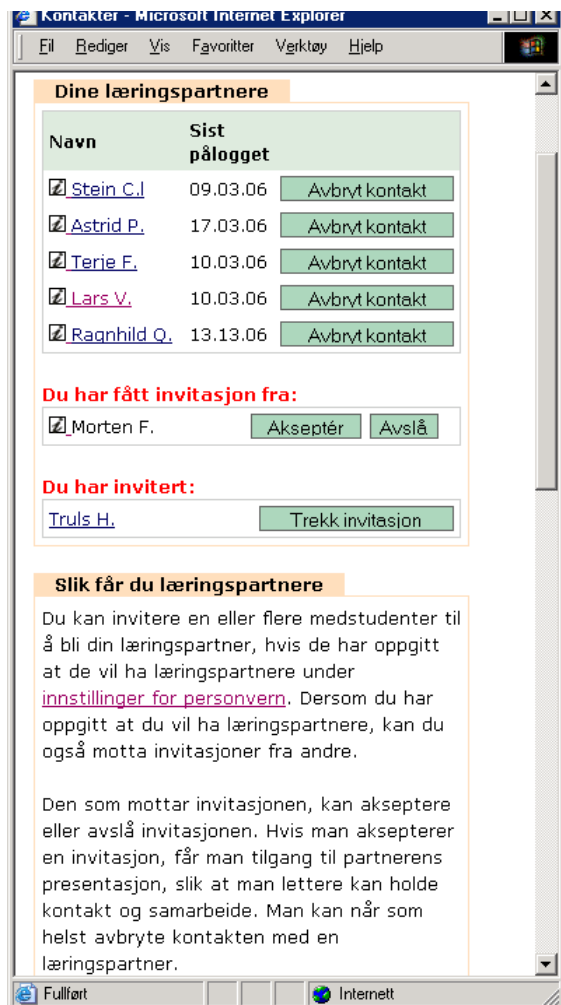 Kontakter - Microsoft Internet Explorer
Fil Rediger Vis Favoritter Verktøy Hjelp
Dine læringspartnere
Navn Sist pålogget
Stein C.l 09.03.06 Avbryt kontakt
Astrid P. 17.03.06 Avbryt kontakt
Terje F. 10.03.06 Avbryt kontakt
Lars V. 10.03.06 Avbryt kontakt
Ragnhild Q. 13.13.06 Avbryt kontakt
Du har fått invitasjon fra:
Morten F. Akseptér Avslå
Du har invitert:
Truls H. Trekk invitasjon
Slik får du læringspartnere
Du kan invitere en eller flere medstudenter til
å bli din læringspartner, hvis de har oppgitt
at de vil ha læringspartnere under
innstillinger for personvern. Dersom du har
oppgitt at du vil ha læringspartnere, kan du
også motta invitasjoner fra andre.
Den som mottar invitasjonen, kan akseptere
eller avslå invitasjonen. Hvis man aksepterer
en invitasjon, får man tilgang til partnerens
presentasjon, slik at man lettere kan holde
kontakt og samarbeide. Man kan når som
helst avbryte kontakten med en
læringspartner.
Fullført Internett